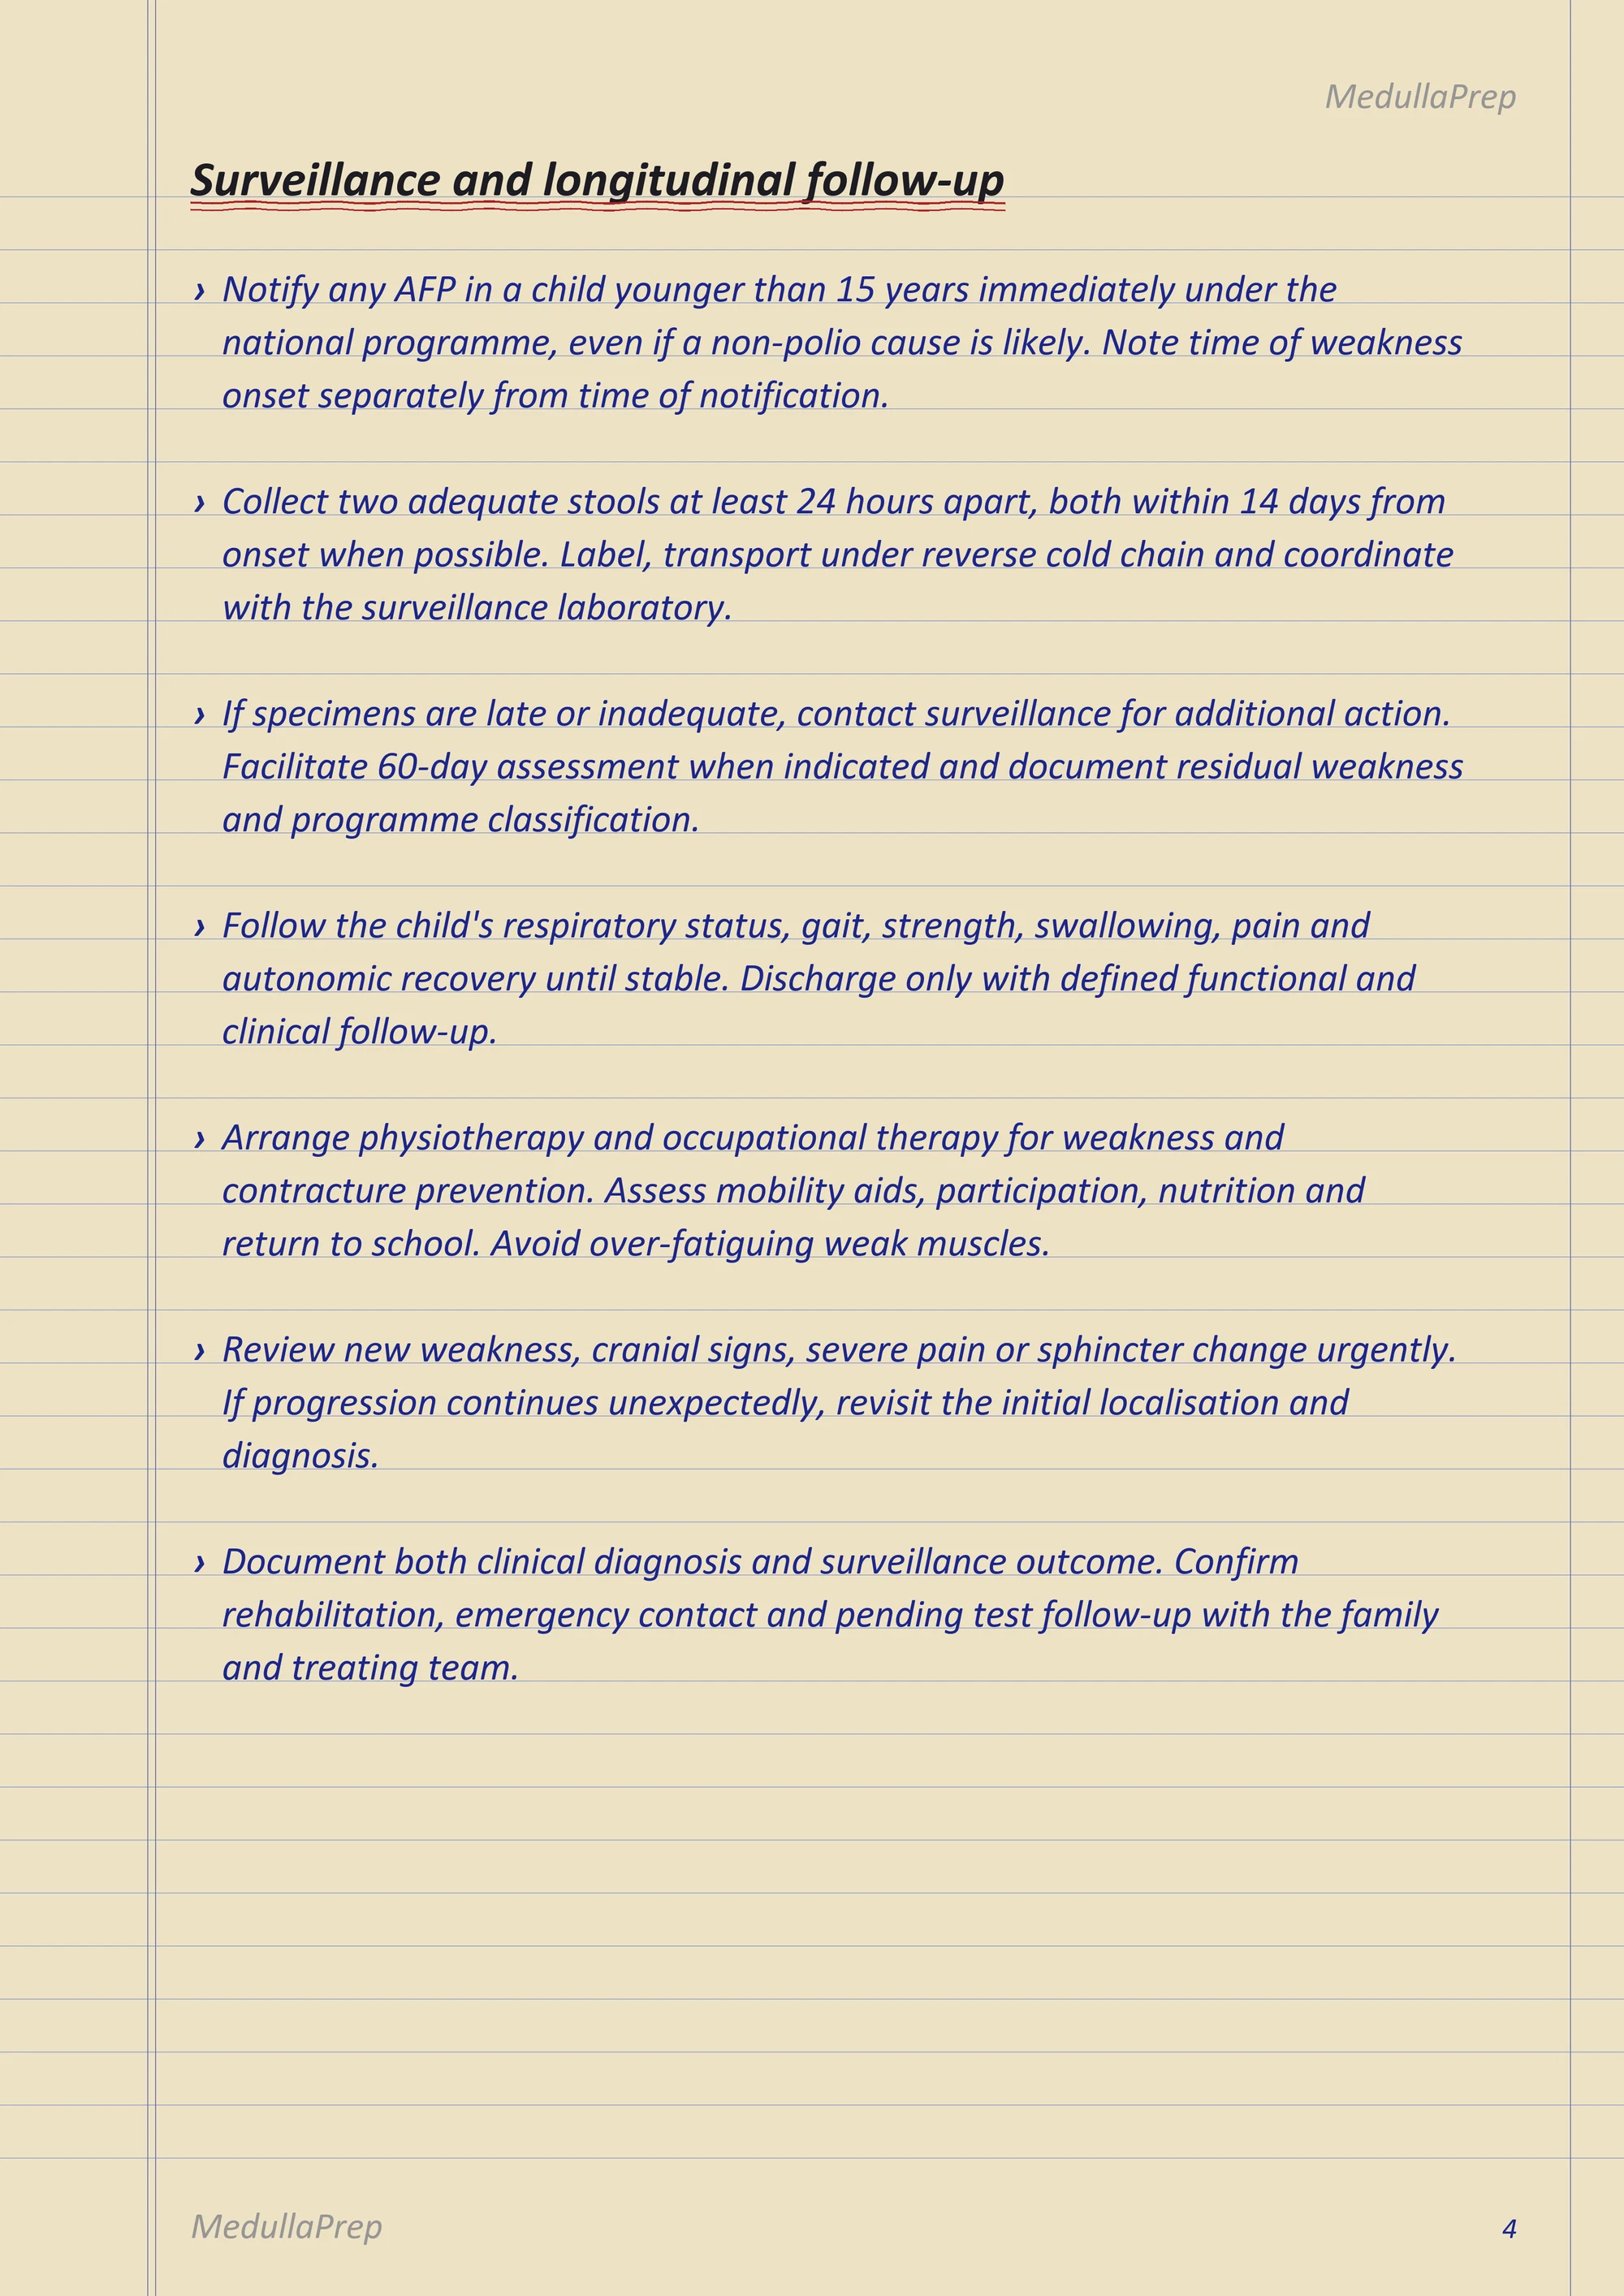 MedullaPrep
Surveillance and longitudinal follow-up
› Notify any AFP in a child younger than 15 years immediately under the
national programme, even if a non-polio cause is likely. Note time of weakness
onset separately from time of notification.
› Collect two adequate stools at least 24 hours apart, both within 14 days from
onset when possible. Label, transport under reverse cold chain and coordinate
with the surveillance laboratory.
› If specimens are late or inadequate, contact surveillance for additional action.
Facilitate 60-day assessment when indicated and document residual weakness
and programme classification.
› Follow the child's respiratory status, gait, strength, swallowing, pain and
autonomic recovery until stable. Discharge only with defined functional and
clinical follow-up.
› Arrange physiotherapy and occupational therapy for weakness and
contracture prevention. Assess mobility aids, participation, nutrition and
return to school. Avoid over-fatiguing weak muscles.
› Review new weakness, cranial signs, severe pain or sphincter change urgently.
If progression continues unexpectedly, revisit the initial localisation and
diagnosis.
› Document both clinical diagnosis and surveillance outcome. Confirm
rehabilitation, emergency contact and pending test follow-up with the family
and treating team.
MedullaPrep
4